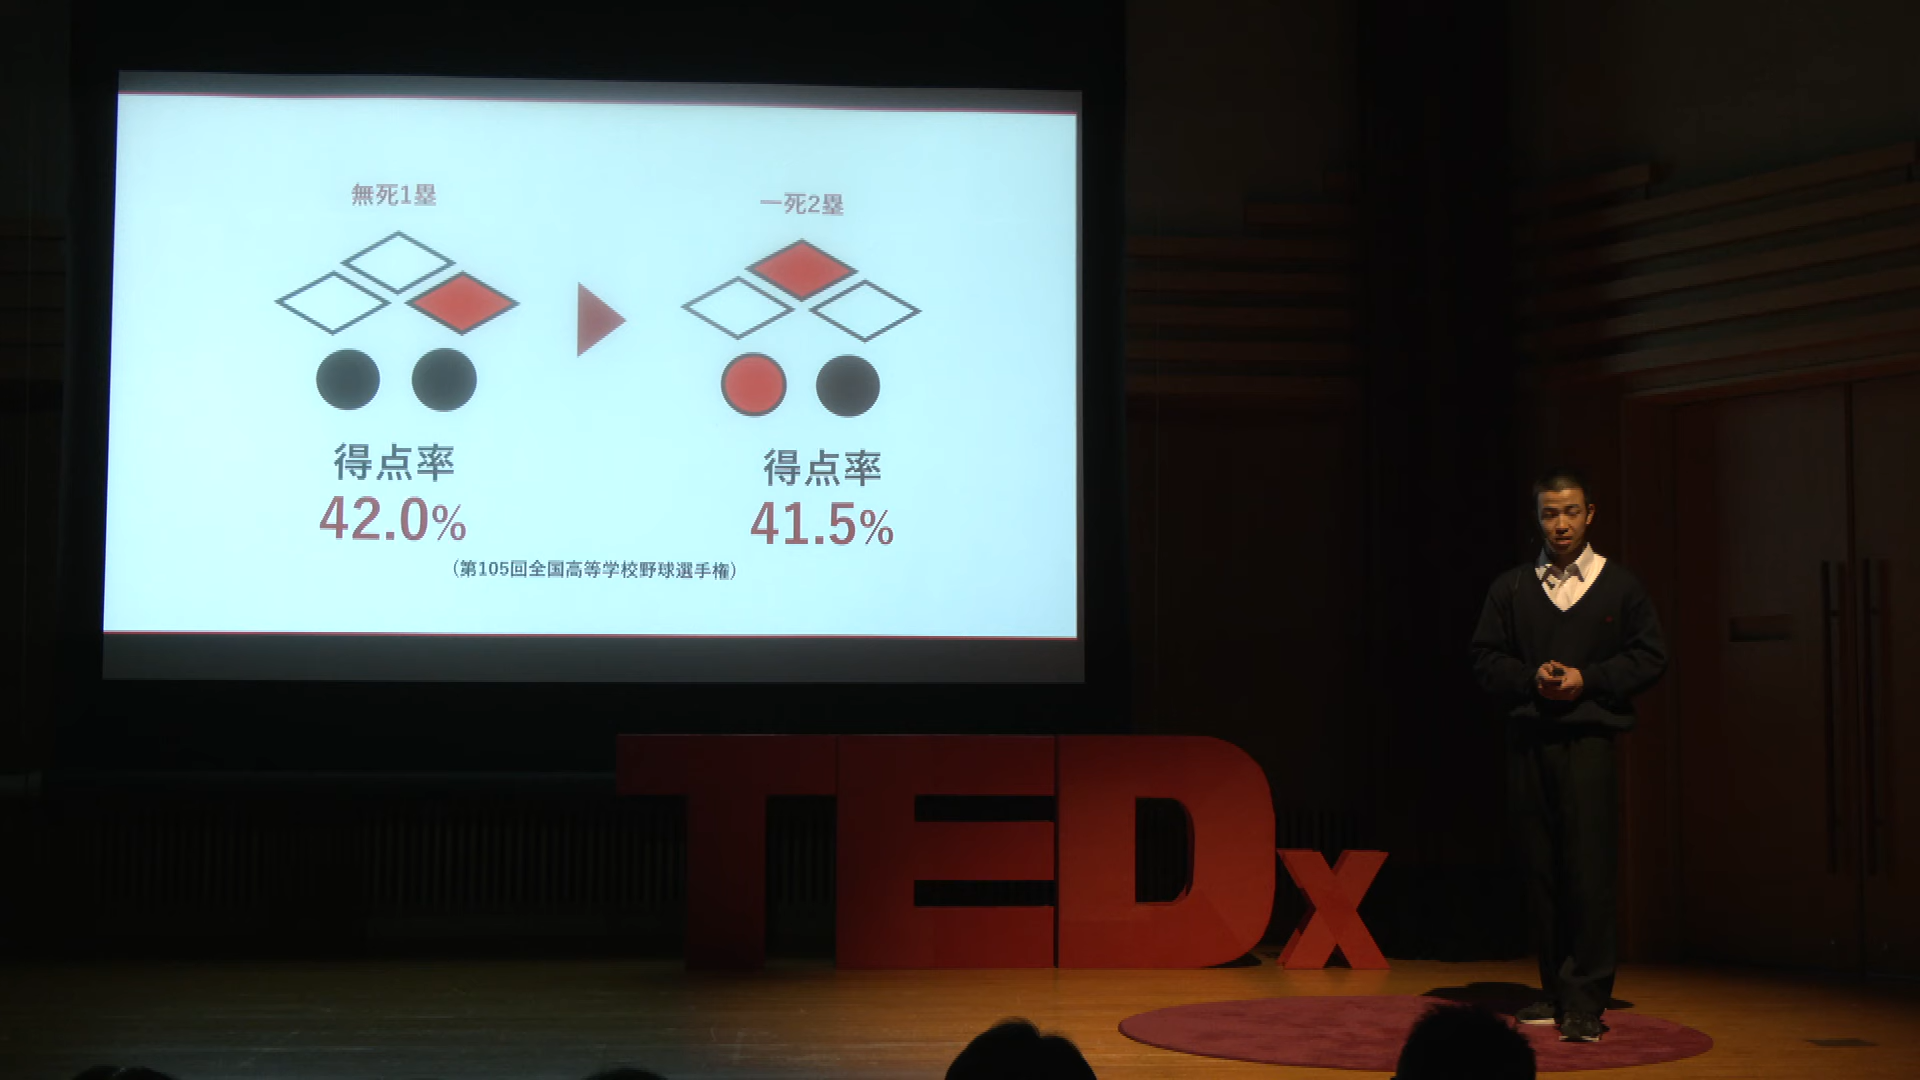 無死1塁
一死2塁
得点率
42.0%
得点率
41.5%
(第105回全国高等学校野球選手権)
TEDx